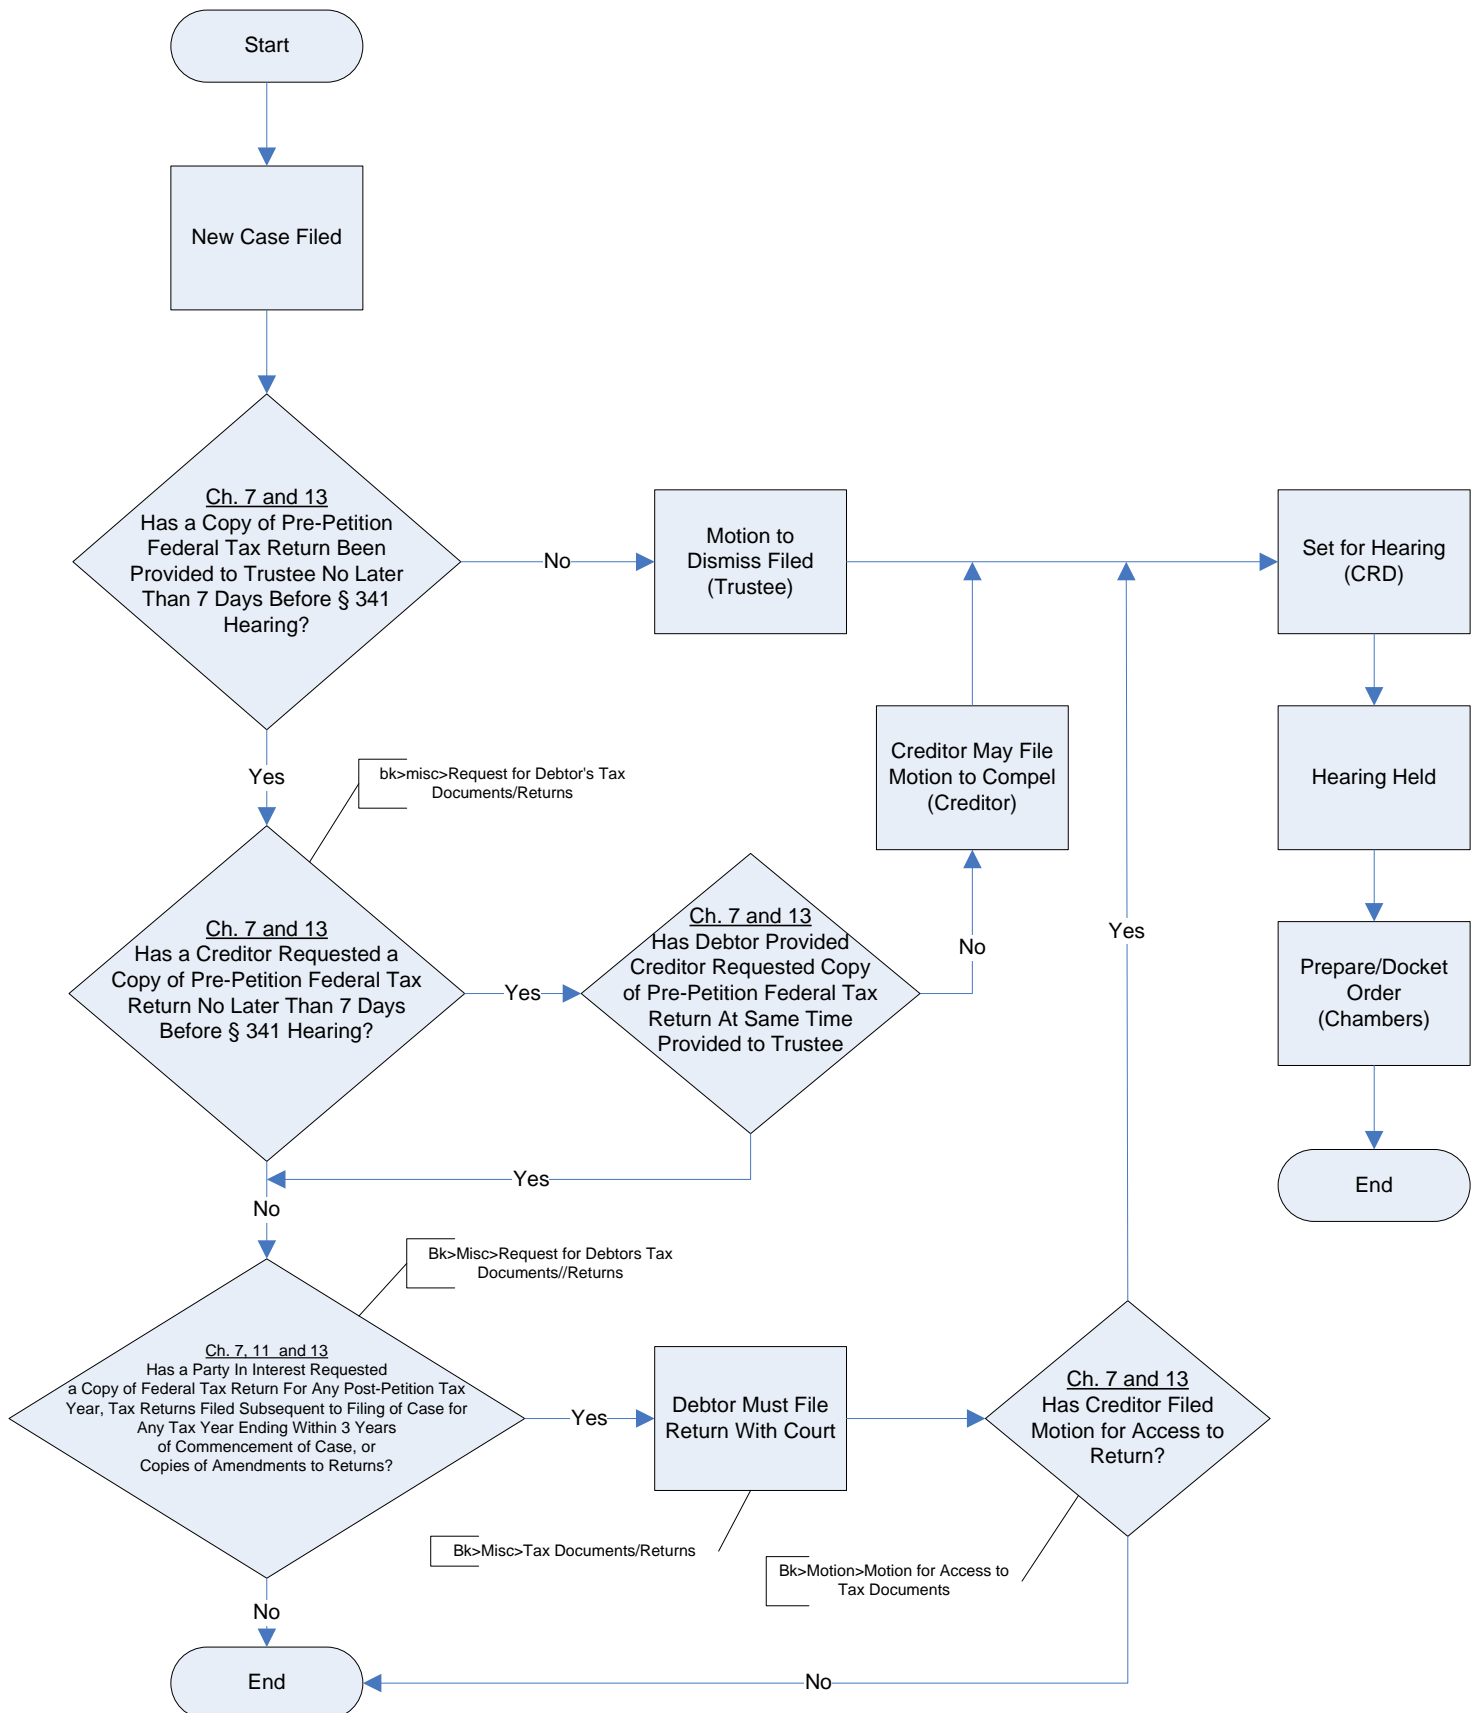 Start
New Case Filed
Ch. 7 and 13
Has a Copy of Pre-Petition
Federal Tax Return Been
Provided to Trustee No Later
Than 7 Days Before § 341
Hearing?
No
Motion to
Dismiss Filed
(Trustee)
Set for Hearing
(CRD)
Yes
bk>misc>Request for Debtor's Tax
Documents/Returns
Creditor May File
Motion to Compel
(Creditor)
Hearing Held
Ch. 7 and 13
Has a Creditor Requested a
Copy of Pre-Petition Federal Tax
Return No Later Than 7 Days
Before § 341 Hearing?
Yes
Ch. 7 and 13
Has Debtor Provided
Creditor Requested Copy
of Pre-Petition Federal Tax
Return At Same Time
Provided to Trustee
No
Yes
Prepare/Docket
Order
(Chambers)
Yes
No
End
Bk>Misc>Request for Debtors Tax
Documents//Returns
Ch. 7, 11  and 13
Has a Party In Interest Requested
a Copy of Federal Tax Return For Any Post-Petition Tax
Year, Tax Returns Filed Subsequent to Filing of Case for
Any Tax Year Ending Within 3 Years
of Commencement of Case, or
Copies of Amendments to Returns?
Yes
Debtor Must File
Return With Court
Ch. 7 and 13
Has Creditor Filed
Motion for Access to
Return?
Bk>Misc>Tax Documents/Returns
Bk>Motion>Motion for Access to
Tax Documents
No
End
No